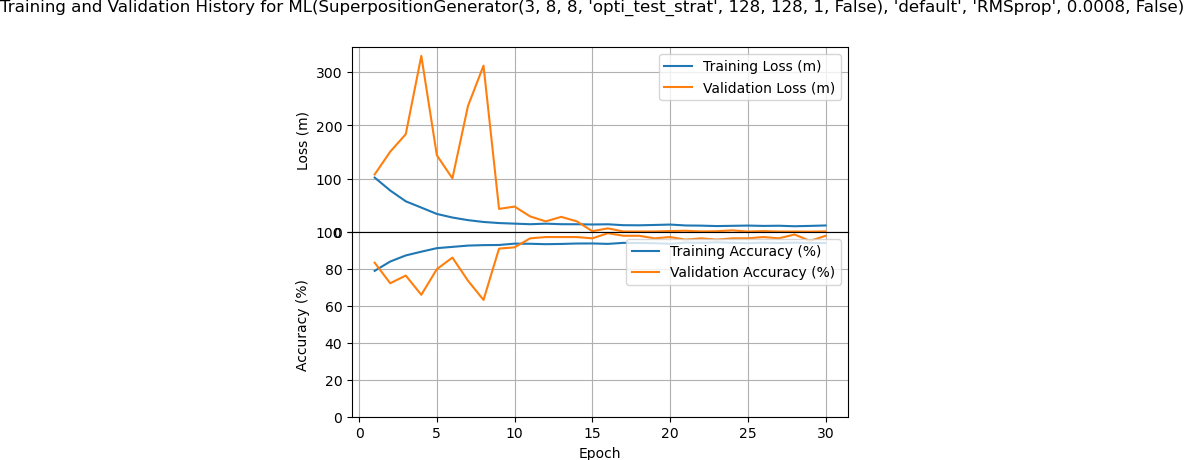 Training and Validation History for ML(SuperpositionGenerator(3, 8, 8, 'opti_test_strat', 128, 128, 1, False), 'default', 'RMSprop', 0.0008, False)
300
200
100
0
Loss (m)
Training Loss (m)
Validation Loss (m)
100
80
60
40
20
0
Accuracy (%)
Training Accuracy (%)
Validation Accuracy (%)
0 5 10 15 20 25 30
Epoch